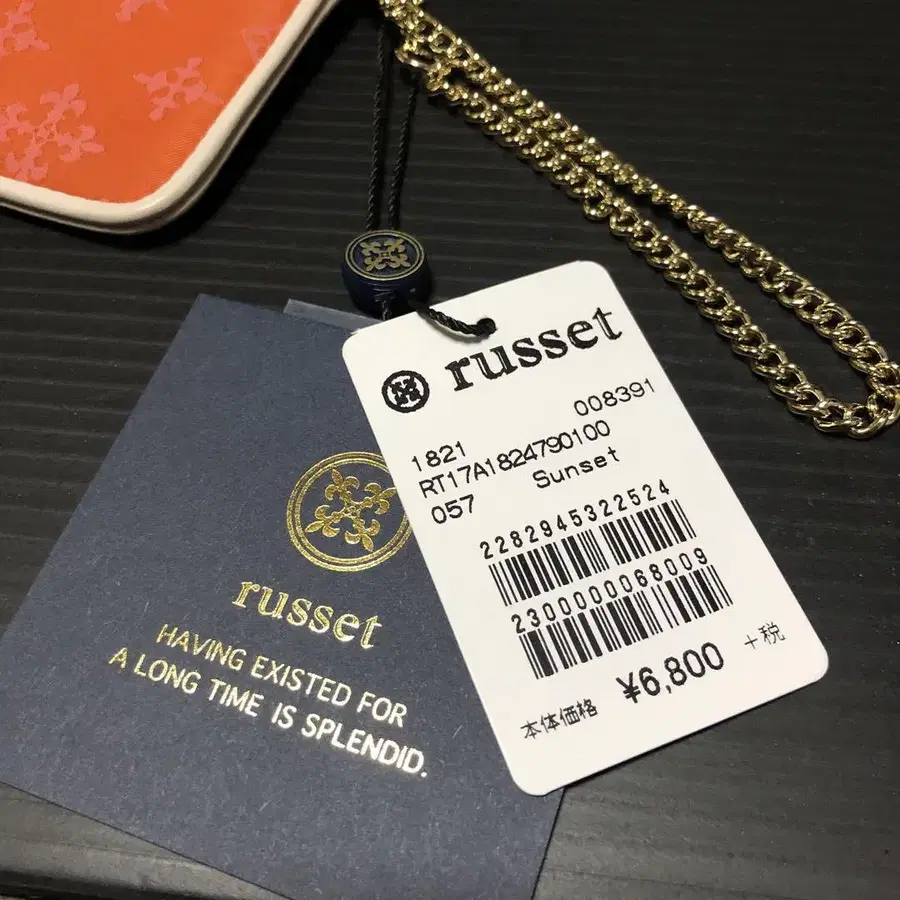 russet
008391
1821
RT17A1824790100
057 Sunset
2282945322524
2300000068009
本体価格 ¥6,800 +税
russet
HAVING EXISTED FOR
A LONG TIME IS SPLENDID.